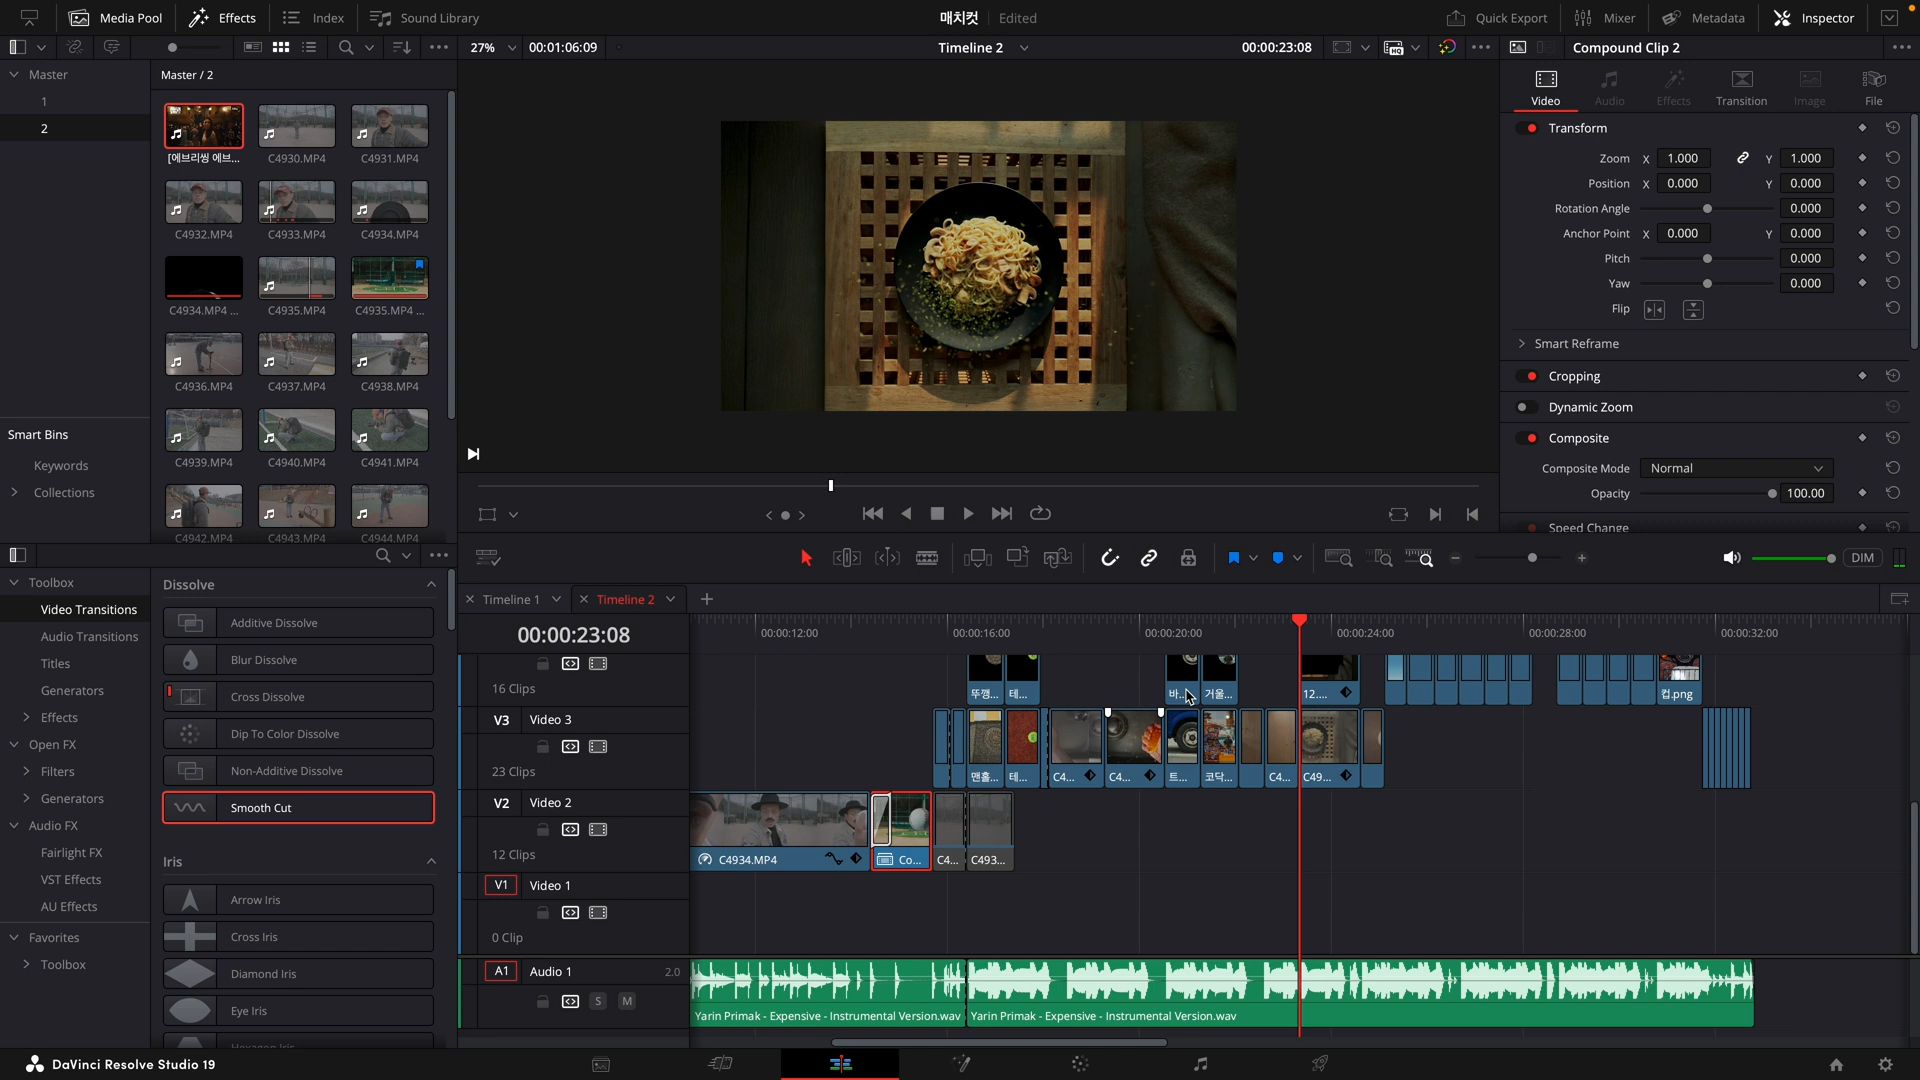 Media Pool
Effects
Index
Sound Library
매치컷
Edited
Quick Export
Mixer
Metadata
Inspector
27%
00:01:06:09
Timeline 2
00:00:23:08
Compound Clip 2
Master
1
2
Master / 2
[에브리씽 에브...
C4930.MP4
C4931.MP4
C4932.MP4
C4933.MP4
C4934.MP4
C4934.MP4 ...
C4935.MP4
C4935.MP4 ...
C4936.MP4
C4937.MP4
C4938.MP4
C4939.MP4
C4940.MP4
C4941.MP4
C4942.MP4
C4943.MP4
C4944.MP4
Smart Bins
Keywords
Collections
Video
Audio
Effects
Transition
Image
File
Transform
Zoom X 1.000 Y 1.000
Position X 0.000 Y 0.000
Rotation Angle 0.000
Anchor Point X 0.000 Y 0.000
Pitch 0.000
Yaw 0.000
Flip
Smart Reframe
Cropping
Dynamic Zoom
Composite
Composite Mode Normal
Opacity 100.00
Speed Change
DIM
Toolbox
Video Transitions
Audio Transitions
Titles
Generators
Effects
Open FX
Filters
Generators
Audio FX
Fairlight FX
VST Effects
AU Effects
Favorites
Toolbox
Dissolve
Additive Dissolve
Blur Dissolve
Cross Dissolve
Dip To Color Dissolve
Non-Additive Dissolve
Smooth Cut
Iris
Arrow Iris
Cross Iris
Diamond Iris
Eye Iris
Hexagon Iris
Timeline 1
Timeline 2
00:00:23:08
00:00:12:00
00:00:16:00
00:00:20:00
00:00:24:00
00:00:28:00
00:00:32:00
16 Clips
뚜껑...
테...
바...
거울...
12....
컵.png
V3 Video 3
23 Clips
맨홀...
테...
C4...
C4...
트...
코닥...
C4...
C49...
V2 Video 2
12 Clips
C4934.MP4
Co...
C4...
C493...
V1 Video 1
0 Clip
A1 Audio 1 2.0
S M
Yarin Primak - Expensive - Instrumental Version.wav
Yarin Primak - Expensive - Instrumental Version.wav
DaVinci Resolve Studio 19